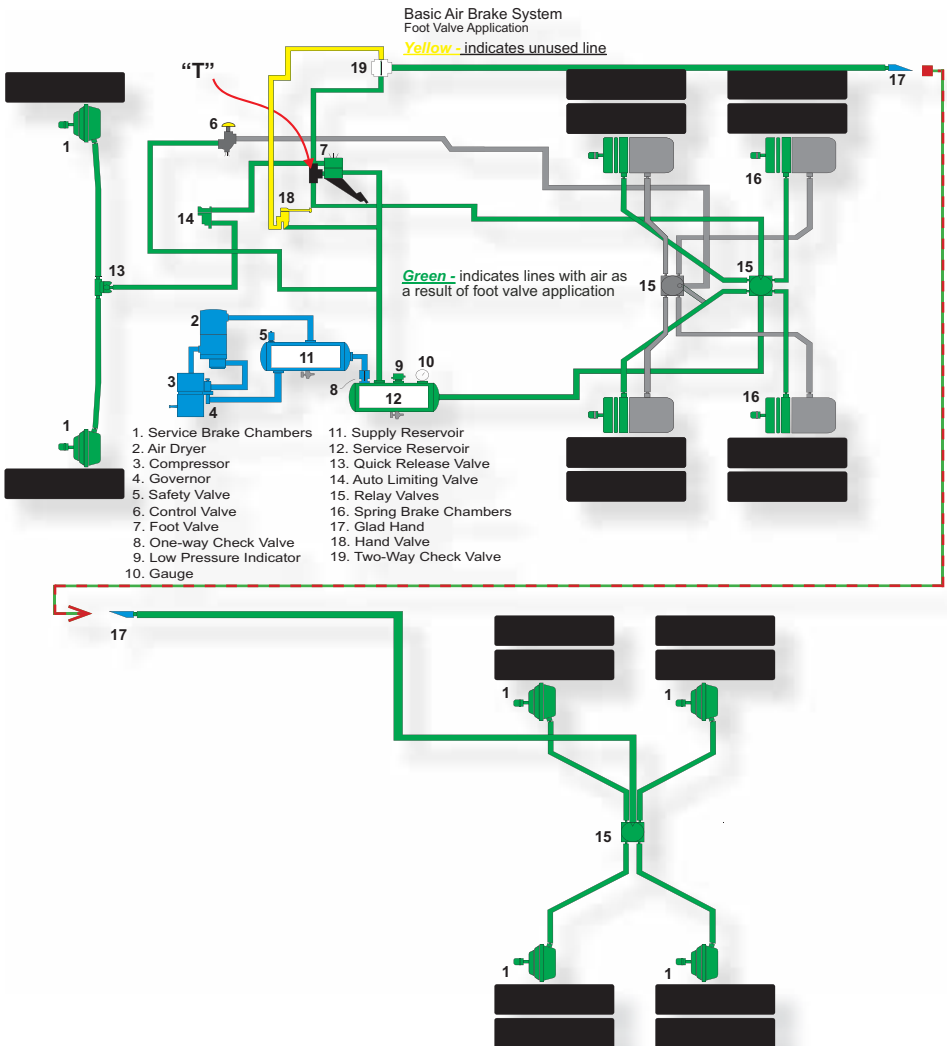 Basic Air Brake System
Foot Valve Application
Yellow - indicates unused line
19
17
"T"
6
7
1
16
18
14
Green - indicates lines with air as
a result of foot valve application
13
15
15
2
5
11
3
4
8
9
10
12
16
1
1. Service Brake Chambers
2. Air Dryer
3. Compressor
4. Governor
5. Safety Valve
6. Control Valve
7. Foot Valve
8. One-way Check Valve
9. Low Pressure Indicator
10. Gauge
11. Supply Reservoir
12. Service Reservoir
13. Quick Release Valve
14. Auto Limiting Valve
15. Relay Valves
16. Spring Brake Chambers
17. Glad Hand
18. Hand Valve
19. Two-Way Check Valve
17
1
1
15
1
1